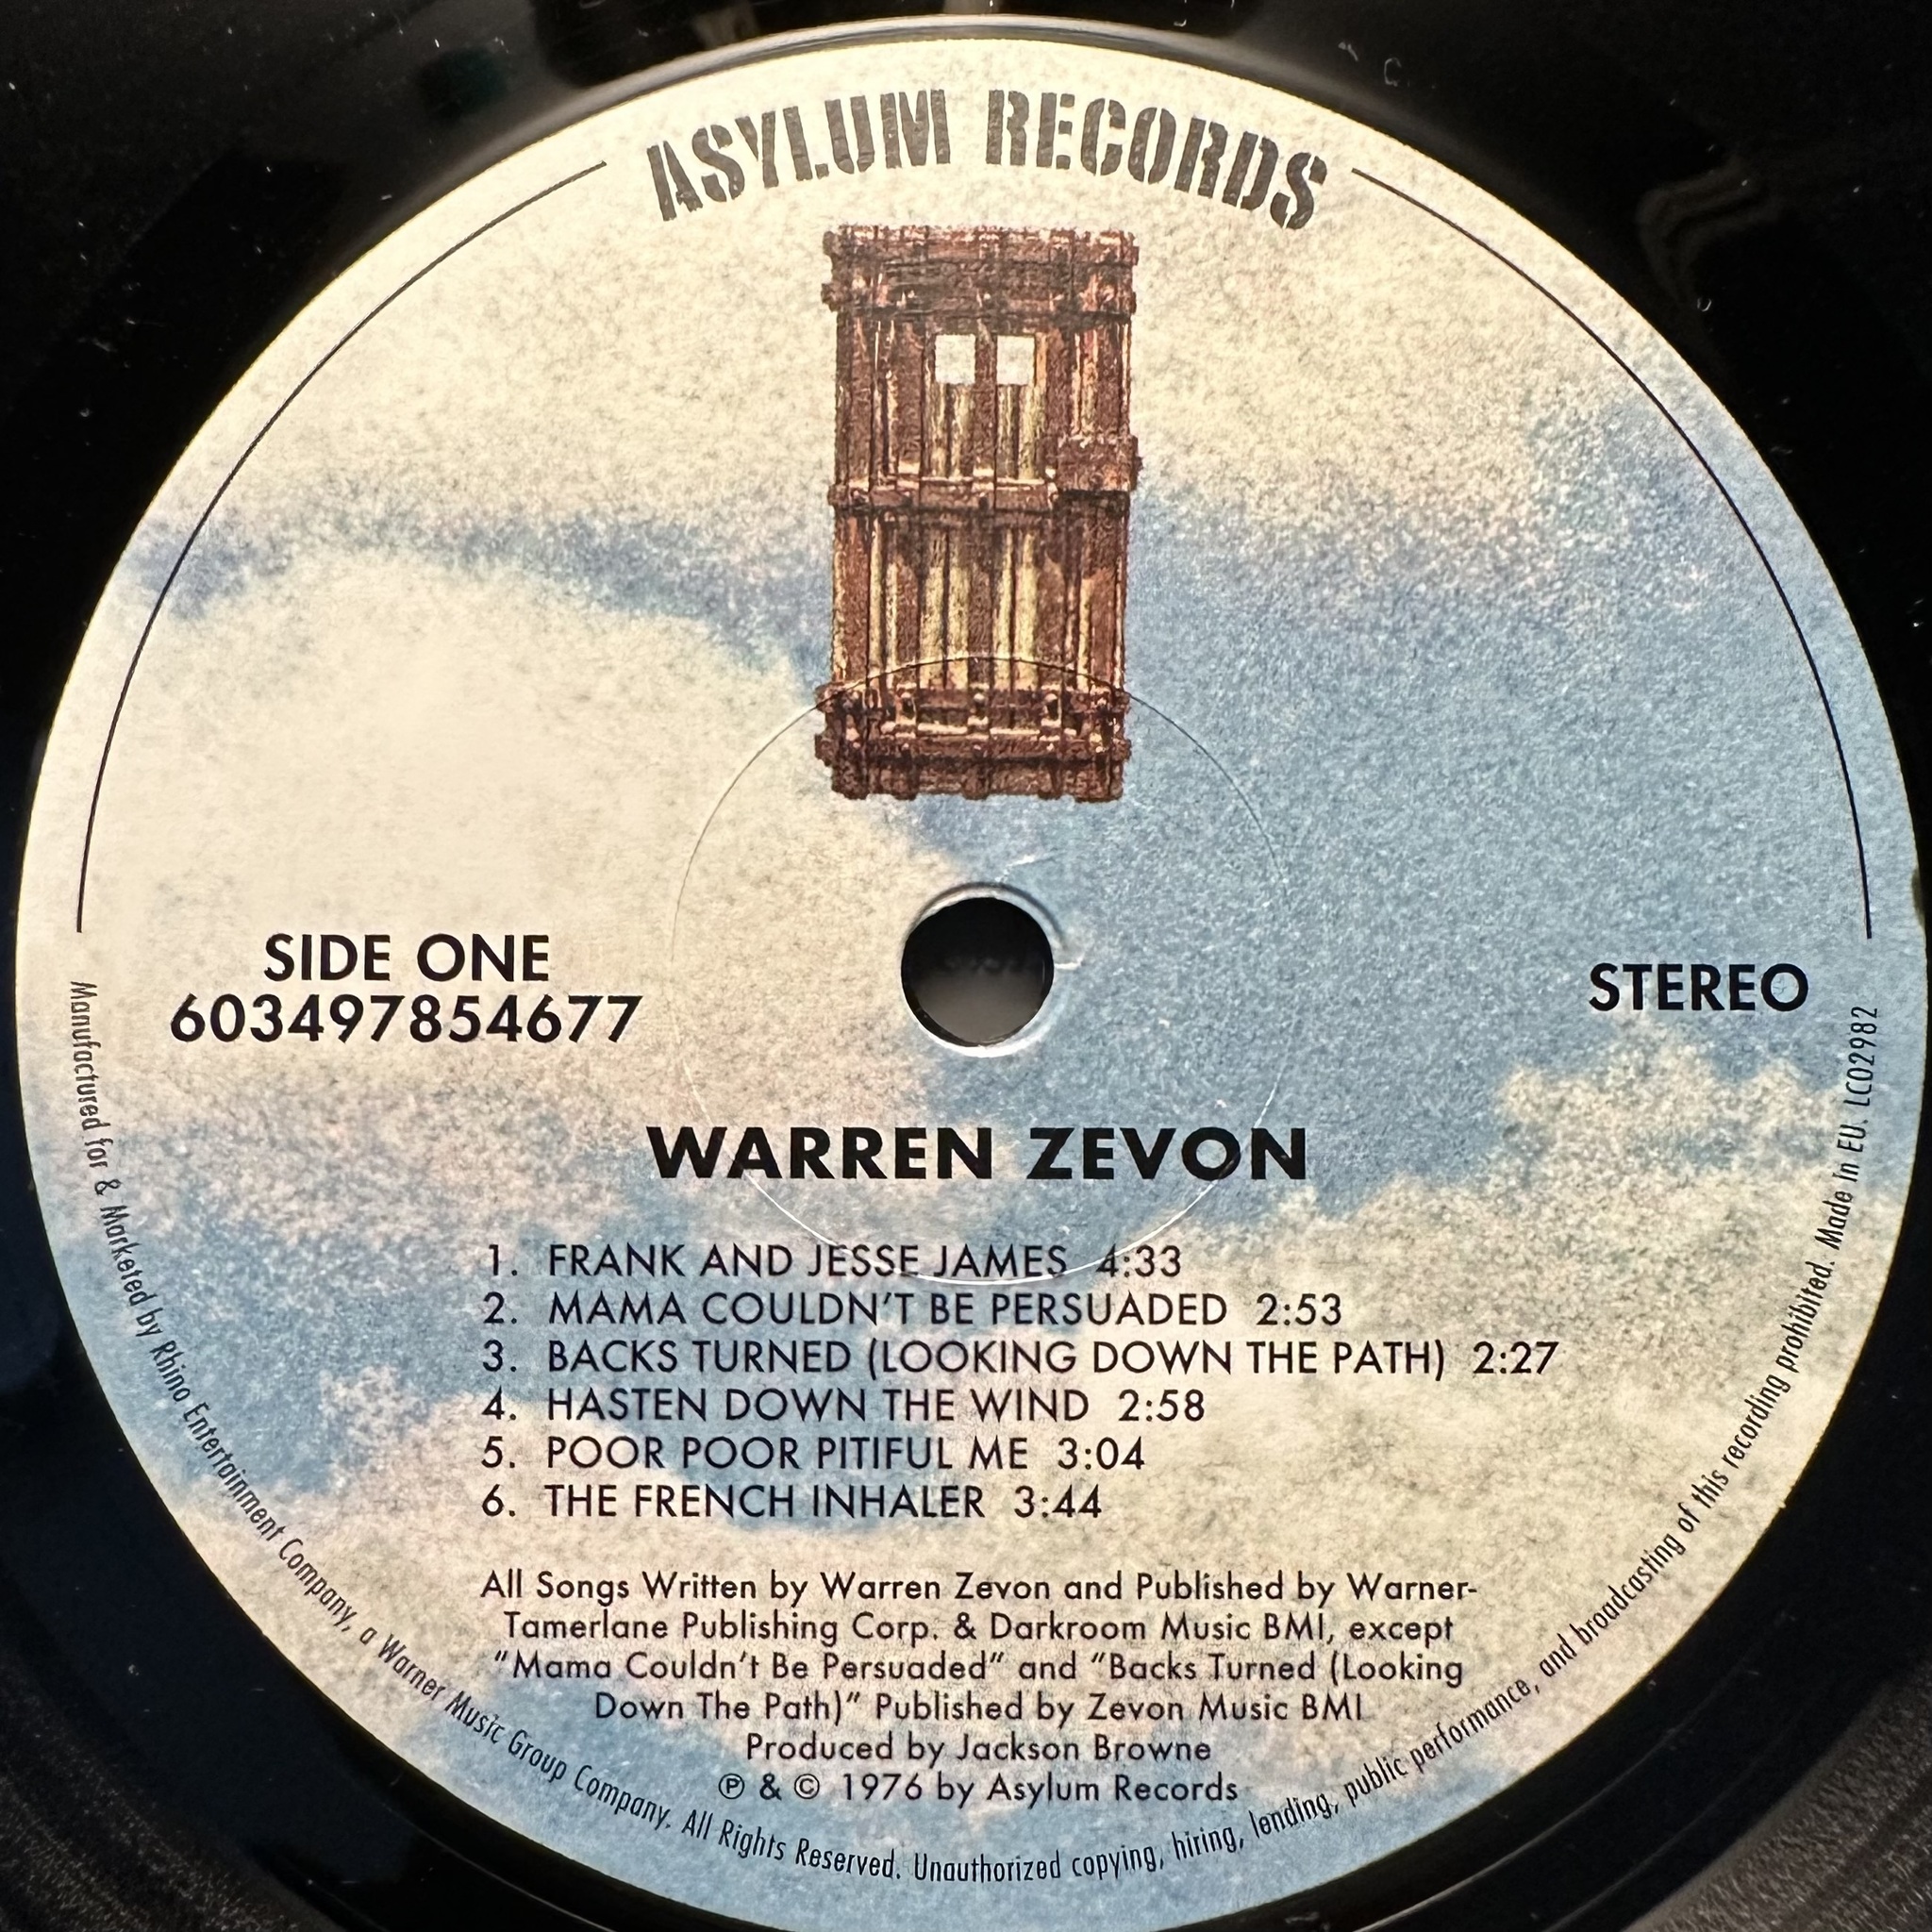 ASYLUM RECORDS
SIDE ONE
603497854677
STEREO
WARREN ZEVON
1. FRANK AND JESSE JAMES 4:33
2. MAMA COULDN'T BE PERSUADED 2:53
3. BACKS TURNED (LOOKING DOWN THE PATH) 2:27
4. HASTEN DOWN THE WIND 2:58
5. POOR POOR PITIFUL ME 3:04
6. THE FRENCH INHALER 3:44
All Songs Written by Warren Zevon and Published by Warner-
Tamerlane Publishing Corp. & Darkroom Music BMI, except
"Mama Couldn't Be Persuaded" and "Backs Turned (Looking
Down The Path)" Published by Zevon Music BMI
Produced by Jackson Browne
℗ & © 1976 by Asylum Records
Manufactured for & Marketed by Rhino Entertainment Company, a Warner Music Group Company. All Rights Reserved. Unauthorized copying, hiring, lending, public performance, and broadcasting of this recording prohibited. Made in EU. LC02982